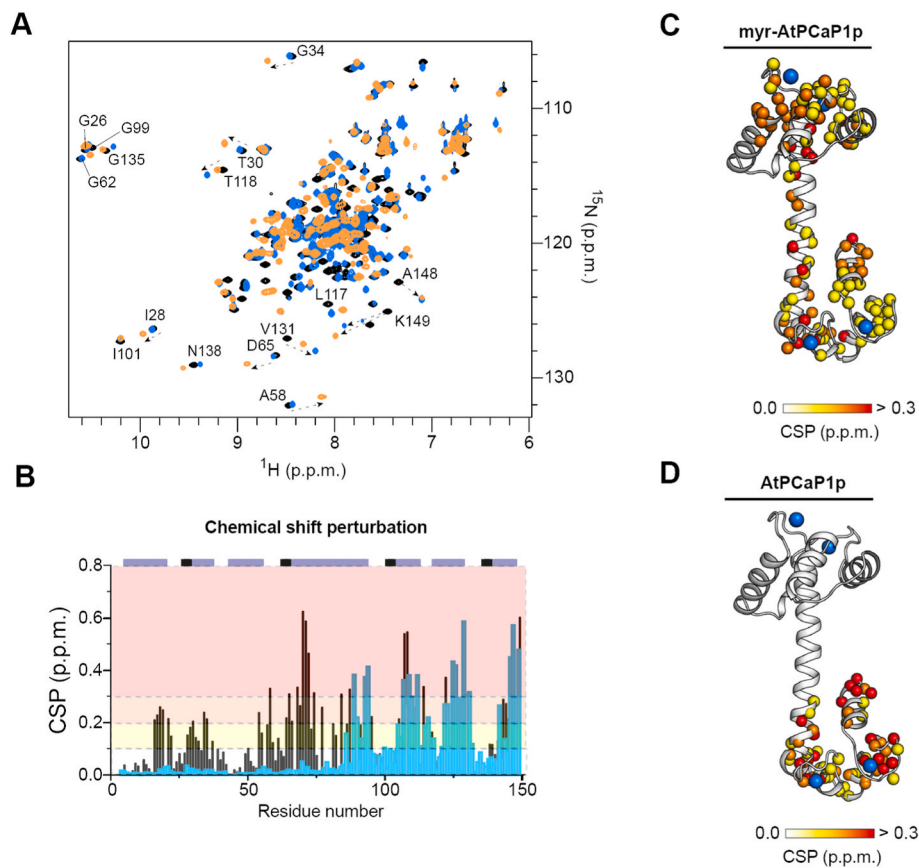 A
G34
G26
G99
G135
G62
T30
T118
A148
L117
K149
V131
I28
D65
I101
N138
A58
110
120
130
¹⁵N (p.p.m.)
10
9
8
7
6
¹H (p.p.m.)
B
Chemical shift perturbation
0.8
0.6
0.4
0.2
0.0
CSP (p.p.m.)
0
50
100
150
Residue number
C
myr-AtPCaP1p
0.0
> 0.3
CSP (p.p.m.)
D
AtPCaP1p
0.0
> 0.3
CSP (p.p.m.)